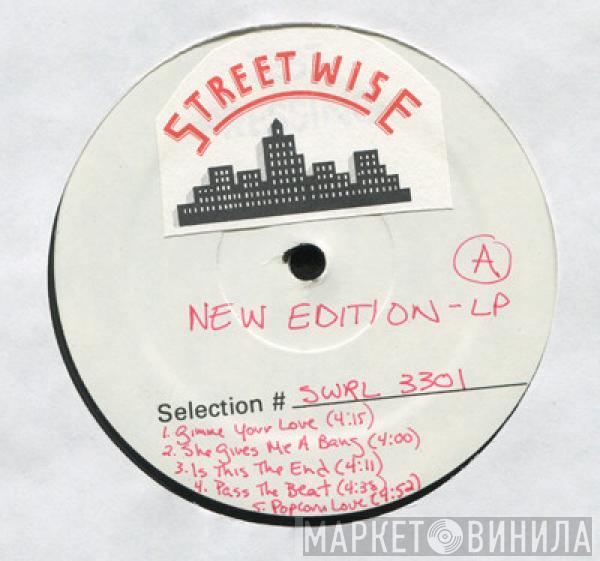 STREETWISE
A
NEW EDITION - LP
Selection # SWRL 3301
1. Gimme Your Love (4:15)
2. She Gives Me A Bang (4:00)
3. Is This The End (4:11)
4. Pass The Beat (4:38)
5. Popcorn Love (4:52)
МАРКЕТ ВИНИЛА